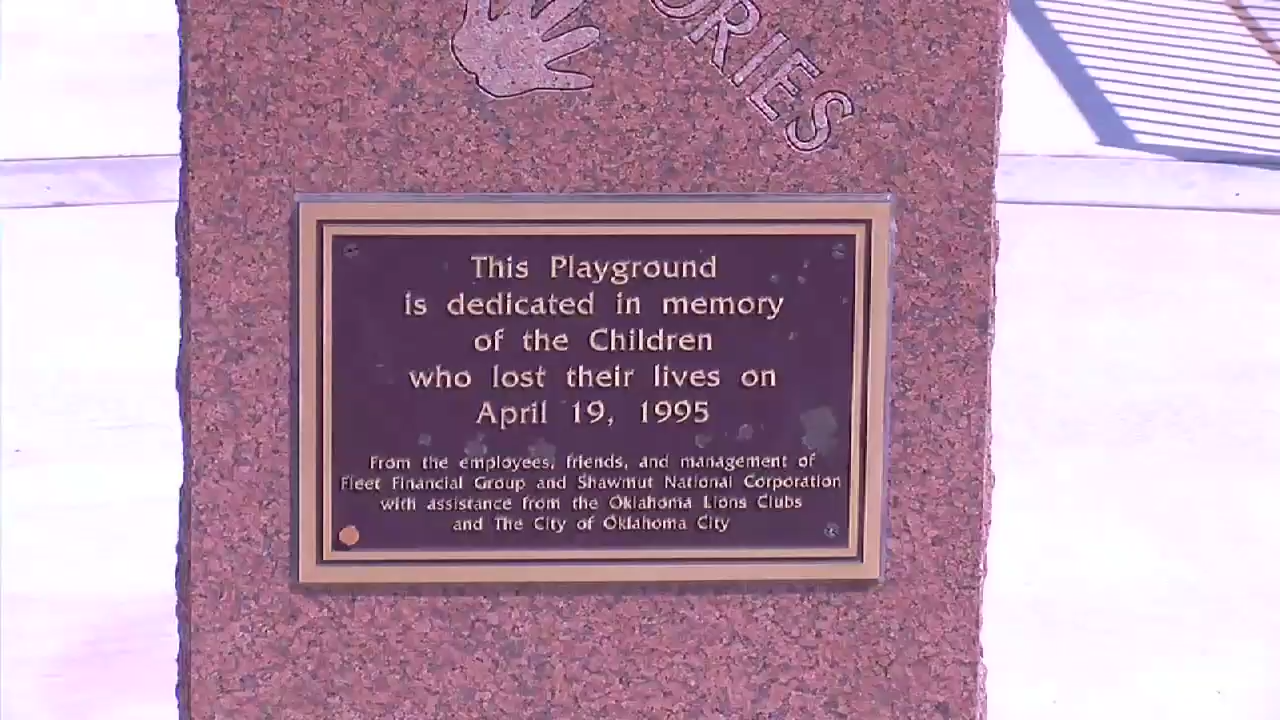 ORIES
This Playground
is dedicated in memory
of the Children
who lost their lives on
April 19, 1995
From the employees, friends, and management of
Fleet Financial Group and Shawmut National Corporation
with assistance from the Oklahoma Lions Clubs
and The City of Oklahoma City